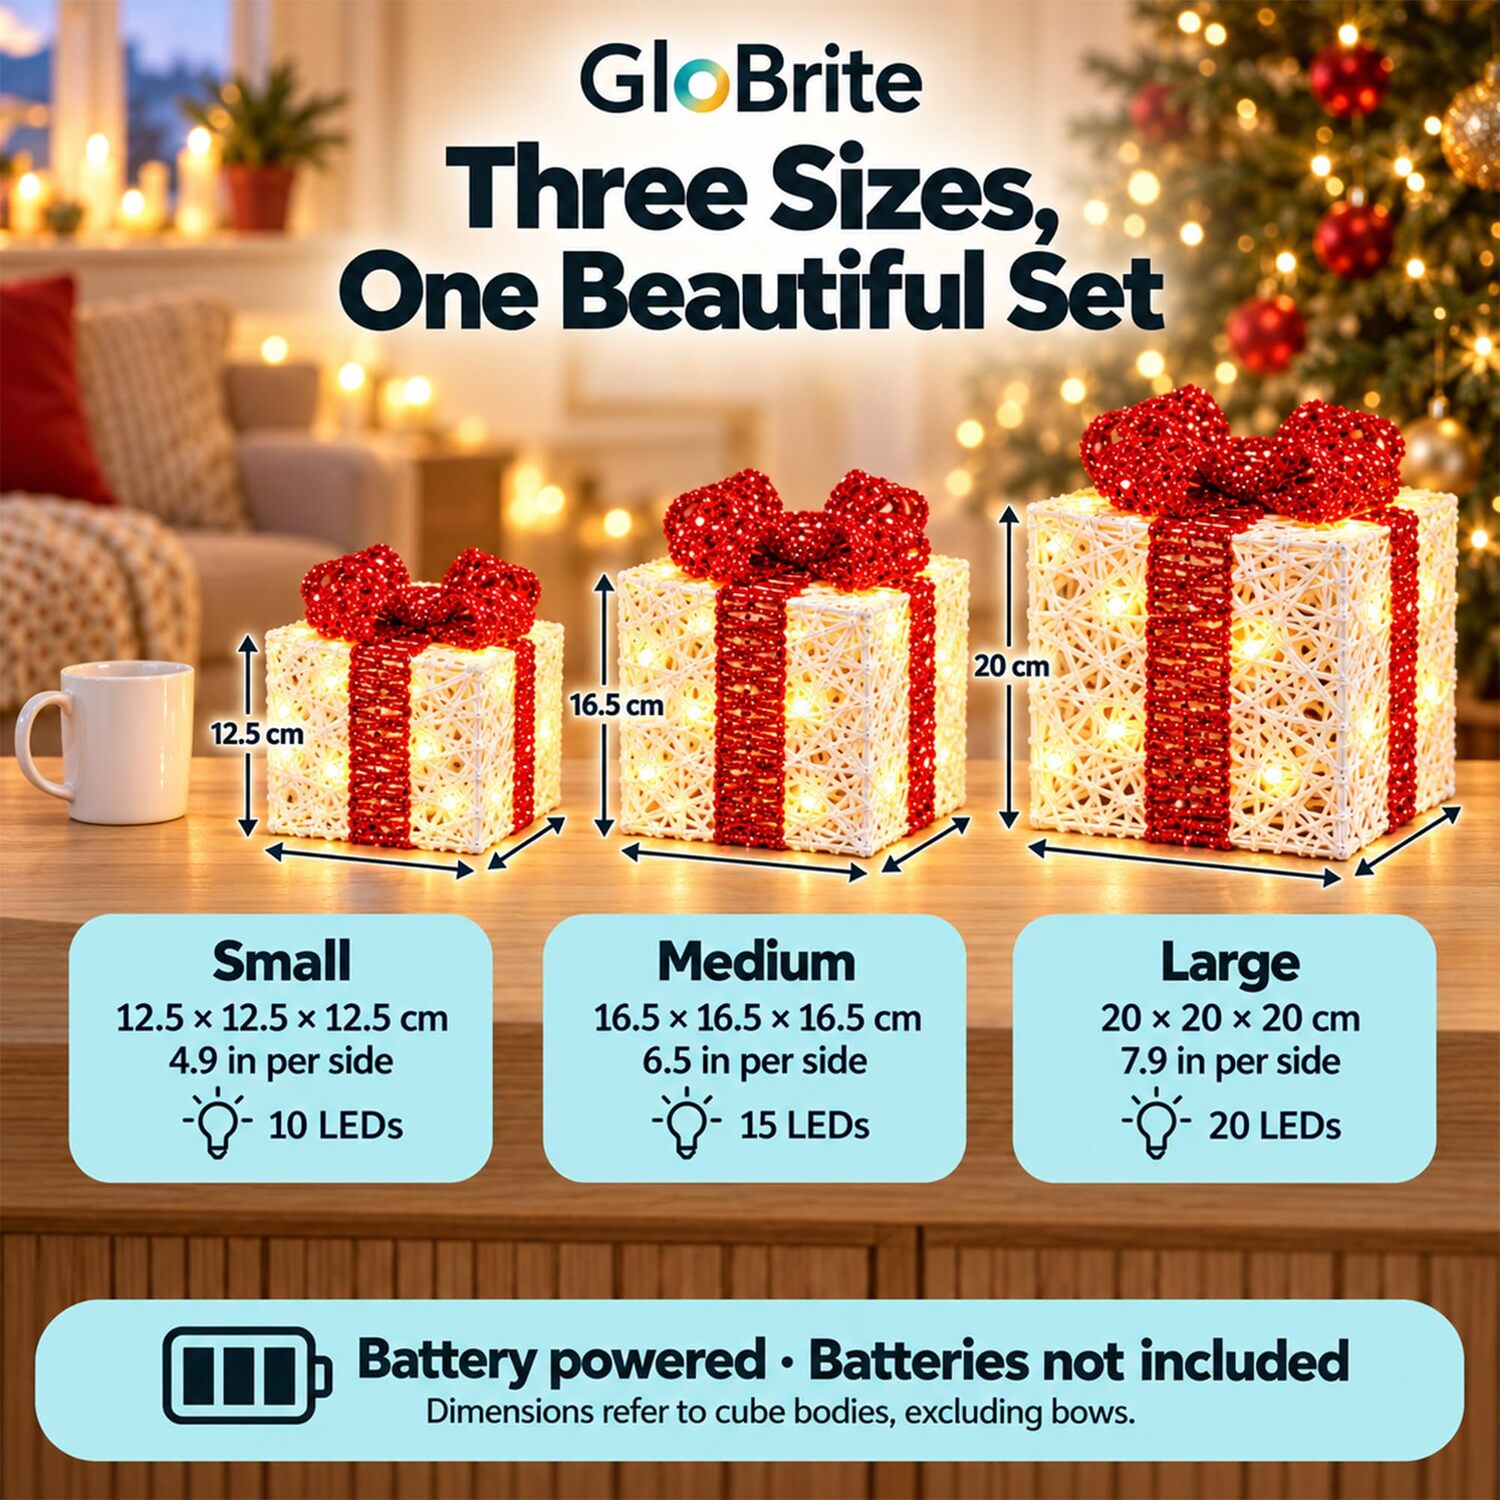 GloBrite
Three Sizes,
One Beautiful Set
12.5 cm
16.5 cm
20 cm
Small
12.5 × 12.5 × 12.5 cm
4.9 in per side
10 LEDs
Medium
16.5 × 16.5 × 16.5 cm
6.5 in per side
15 LEDs
Large
20 × 20 × 20 cm
7.9 in per side
20 LEDs
Battery powered · Batteries not included
Dimensions refer to cube bodies, excluding bows.